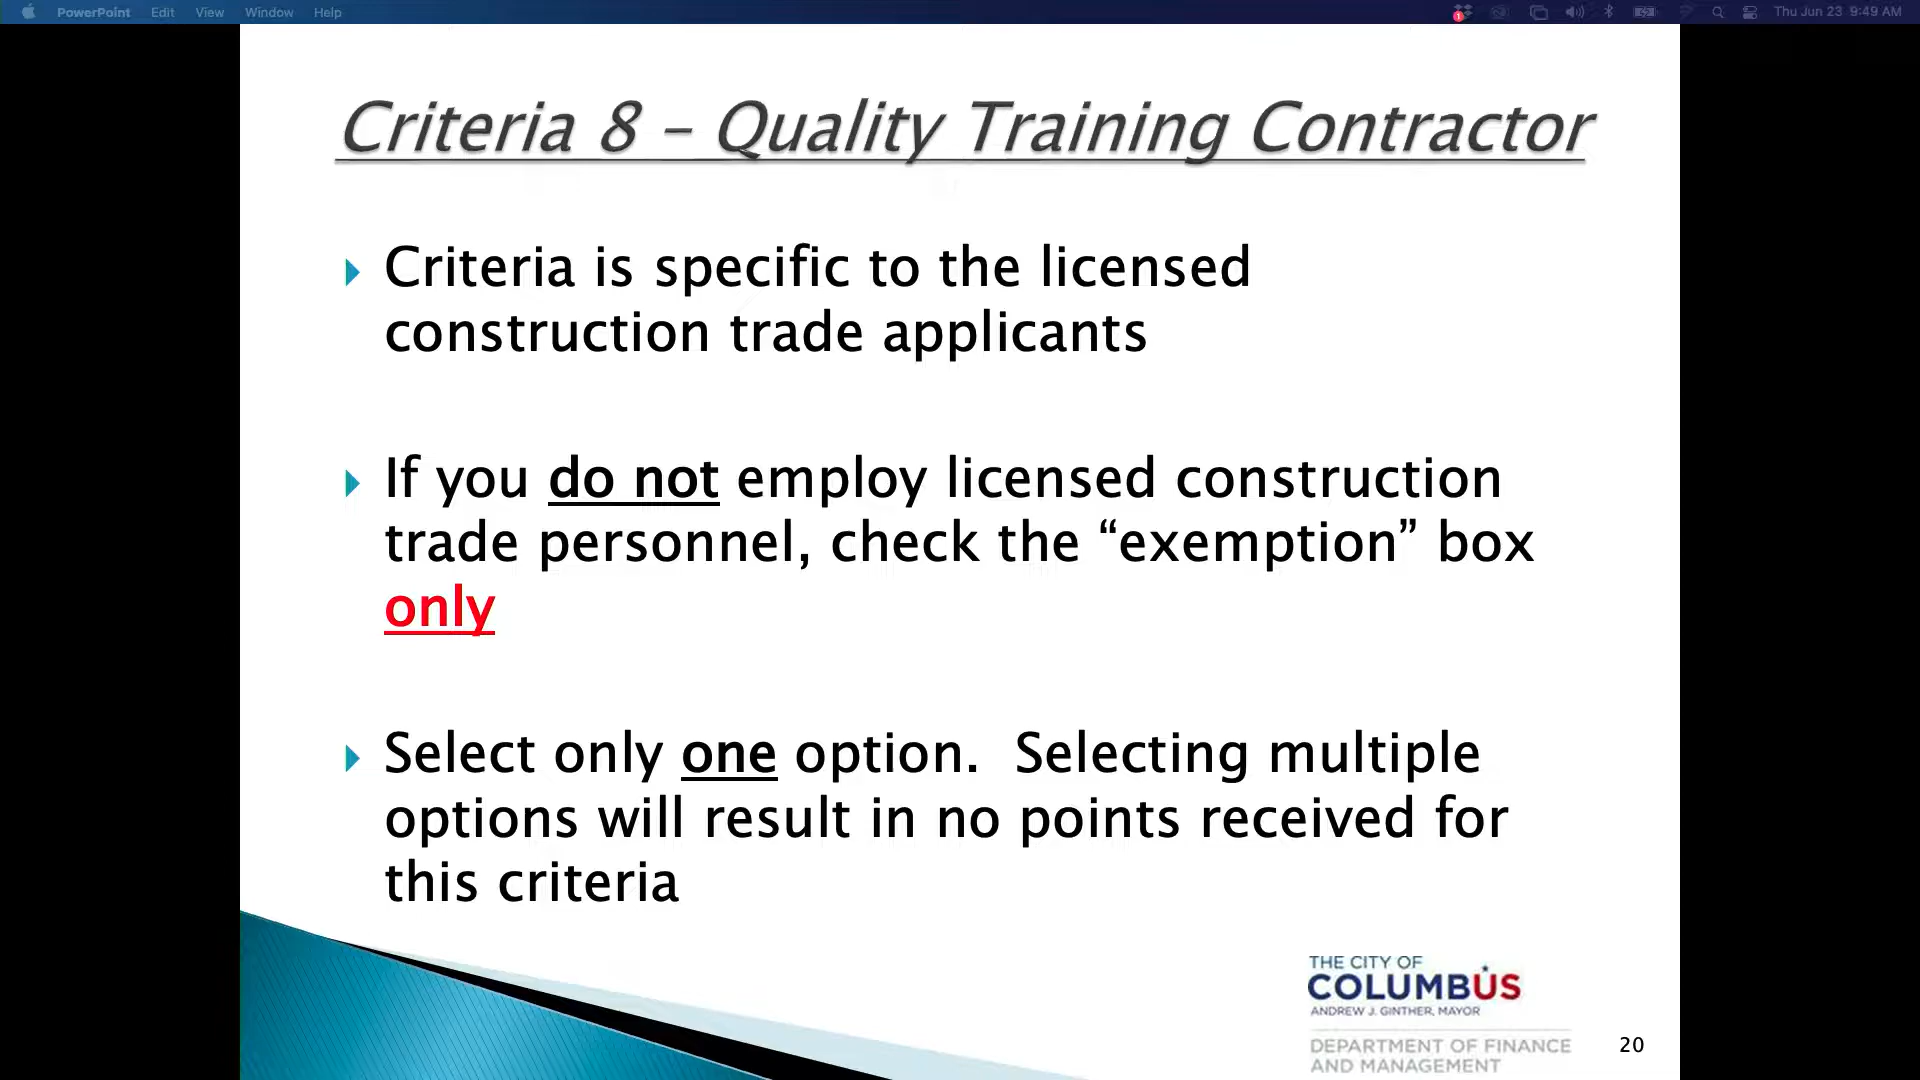 PowerPoint Edit View Window Help
1
Thu Jun 23 9:49 AM
Criteria 8 – Quality Training Contractor
Criteria is specific to the licensed
construction trade applicants
If you do not employ licensed construction
trade personnel, check the “exemption” box
only
Select only one option.  Selecting multiple
options will result in no points received for
this criteria
THE CITY OF
COLUMBUS
ANDREW J. GINTHER, MAYOR
DEPARTMENT OF FINANCE
AND MANAGEMENT
20